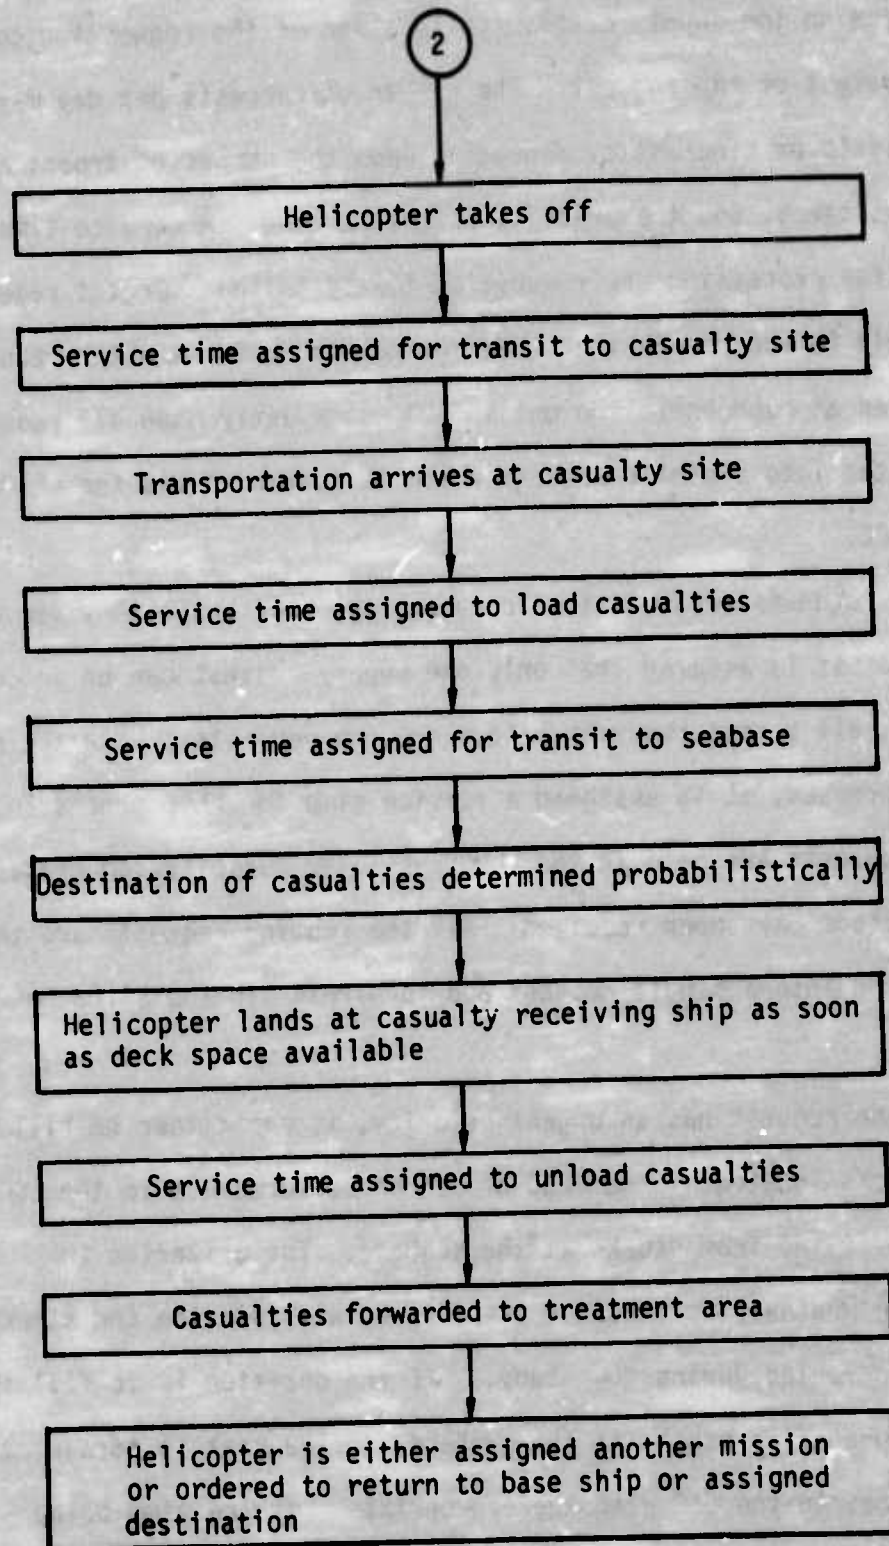 2
Helicopter takes off
Service time assigned for transit to casualty site
Transportation arrives at casualty site
Service time assigned to load casualties
Service time assigned for transit to seabase
Destination of casualties determined probabilistically
Helicopter lands at casualty receiving ship as soon
as deck space available
Service time assigned to unload casualties
Casualties forwarded to treatment area
Helicopter is either assigned another mission
or ordered to return to base ship or assigned
destination